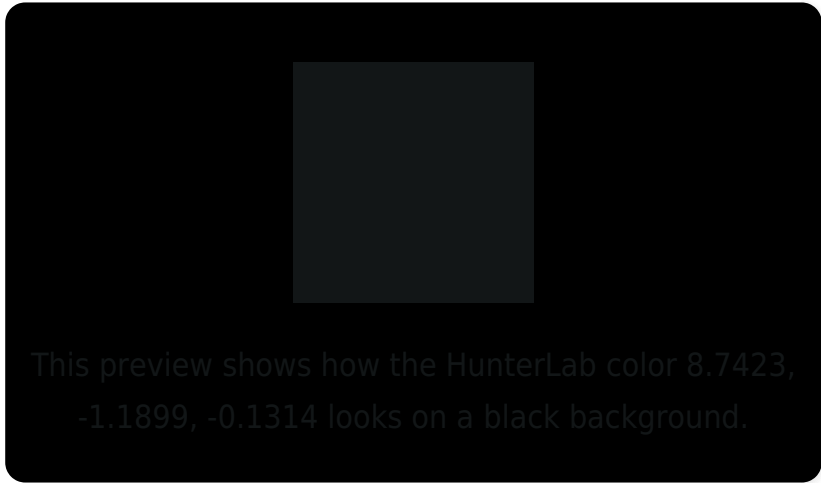 This preview shows how the HunterLab color 8.7423,
-1.1899, -0.1314 looks on a black background.